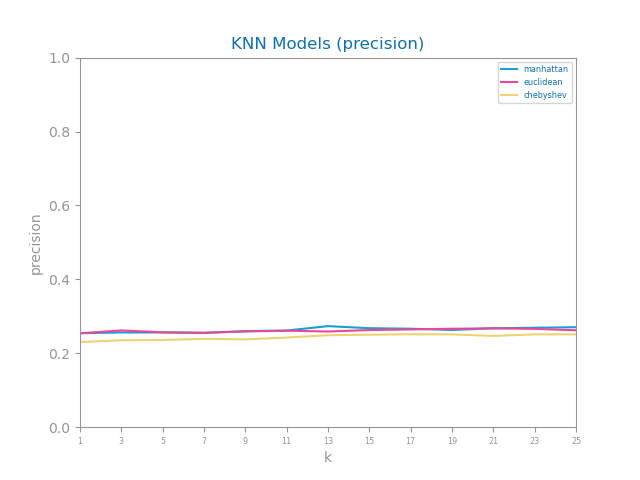 KNN Models (precision)
1.0
0.8
0.6
0.4
0.2
0.0
precision
manhattan
euclidean
chebyshev
1 3 5 7 9 11 13 15 17 19 21 23 25
k